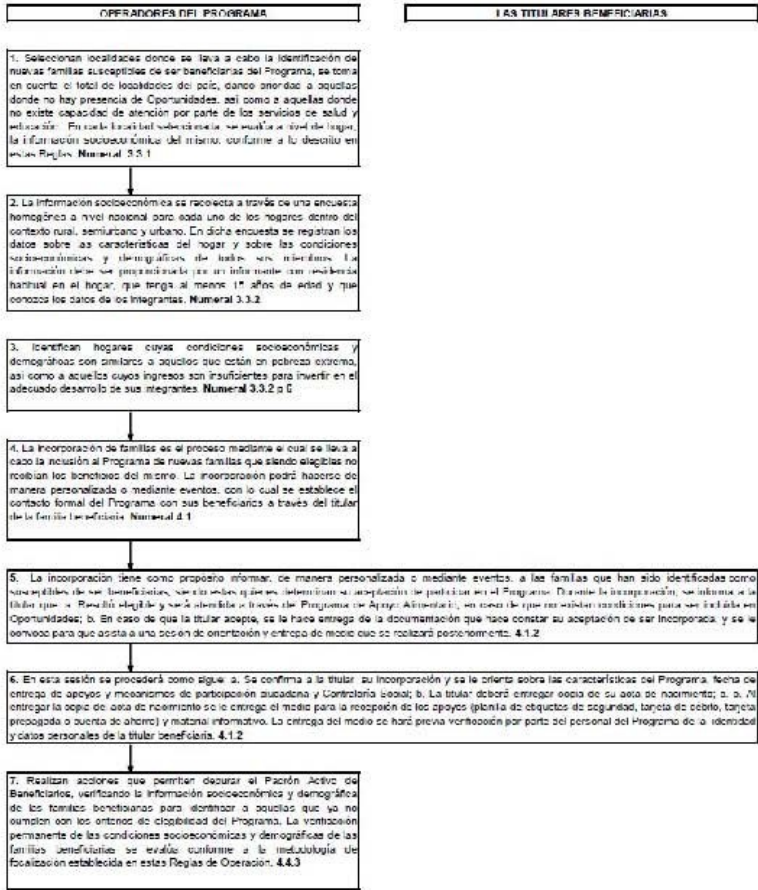 OPERADORES DEL PROGRAMA
LAS TITULARES BENEFICIARIAS
1. Seleccionan localidades donde se lleva a cabo la identificación de
nuevas familias susceptibles de ser beneficiarias del Programa, se toma
en cuenta el total de localidades del país, dando prioridad a aquellas
donde no hay presencia de Oportunidades, así como a aquellas donde
no existe capacidad de atención por parte de los servicios de salud y
educación. En cada localidad seleccionada, se evalúa a nivel de hogar,
la información socioeconómica del mismo, conforme a lo descrito en
estas Reglas. Numeral 3.3.1
2. La información socioeconómica se recolecta a través de una encuesta
homogénea a nivel nacional para cada uno de los hogares dentro del
contexto rural, semiurbano y urbano. En dicha encuesta se registran los
datos sobre las características del hogar y sobre las condiciones
socioeconómicas y demográficas de todos sus miembros. La
información debe ser proporcionada por un informante con residencia
habitual en el hogar, que tenga al menos 15 años de edad y que
conozca los datos de los integrantes. Numeral 3.3.2
3. Identifican hogares cuyas condiciones socioeconómicas y
demográficas son similares a aquellos que están en pobreza extrema,
así como a aquellos cuyos ingresos son insuficientes para invertir en el
adecuado desarrollo de sus integrantes. Numeral 3.3.2 p 6
4. La incorporación de familias es el proceso mediante el cual se lleva a
cabo la inclusión al Programa de nuevas familias que siendo elegibles no
recibían los beneficios del mismo. La incorporación podrá hacerse de
manera personalizada o mediante eventos, con lo cual se establece el
contacto formal del Programa con sus beneficiarios a través del titular
de la familia beneficiaria. Numeral 4.1
5. La incorporación tiene como propósito informar, de manera personalizada o mediante eventos, a las familias que han sido identificadas como
susceptibles de ser beneficiarias, siendo estas quienes determinan su aceptación de participar en el Programa. Durante la incorporación, se informa a la
titular que: a. Resultó elegible y será atendida a través del Programa de Apoyo Alimentario, en caso de que no existan condiciones para ser incluida en
Oportunidades; b. En caso de que la titular acepte, se le hace entrega de la documentación que hace constar su aceptación de ser incorporada, y se le
convoca para que asista a una sesión de orientación y entrega de medio que se realizará posteriormente. 4.1.2
6. En esta sesión se procederá como sigue: a. Se confirma a la titular, su incorporación y se le orienta sobre las características del Programa, fecha de
entrega de apoyos y mecanismos de participación ciudadana y Contraloría Social; b. La titular deberá entregar copia de su acta de nacimiento; c. a. Al
entregar la copia del acta de nacimiento se le entrega el medio para la recepción de los apoyos (planilla de etiquetas de seguridad, tarjeta de débito, tarjeta
prepagada o cuenta de ahorro) y material informativo. La entrega del medio se hará previa verificación por parte del personal del Programa de la identidad
y datos personales de la titular beneficiaria. 4.1.2
7. Realizan acciones que permiten depurar el Padrón Activo de
Beneficiarios, verificando la información socioeconómica y demográfica
de las familias beneficiarias para identificar a aquellas que ya no
cumplen con los criterios de elegibilidad del Programa. La verificación
permanente de las condiciones socioeconómicas y demográficas de las
familias beneficiarias se evalúa conforme a la metodología de
focalización establecida en estas Reglas de Operación. 4.4.3